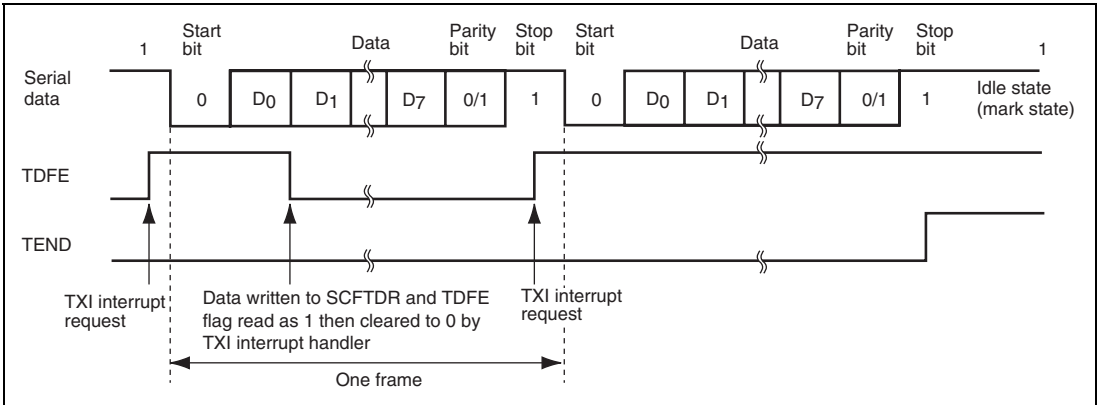 1 Start bit Data Parity bit Stop bit Start bit Data Parity bit Stop bit 1
Serial data 0 D0 D1 D7 0/1 1 0 D0 D1 D7 0/1 1 Idle state (mark state)
TDFE
TEND
TXI interrupt request
Data written to SCFTDR and TDFE
flag read as 1 then cleared to 0 by
TXI interrupt handler
TXI interrupt request
One frame